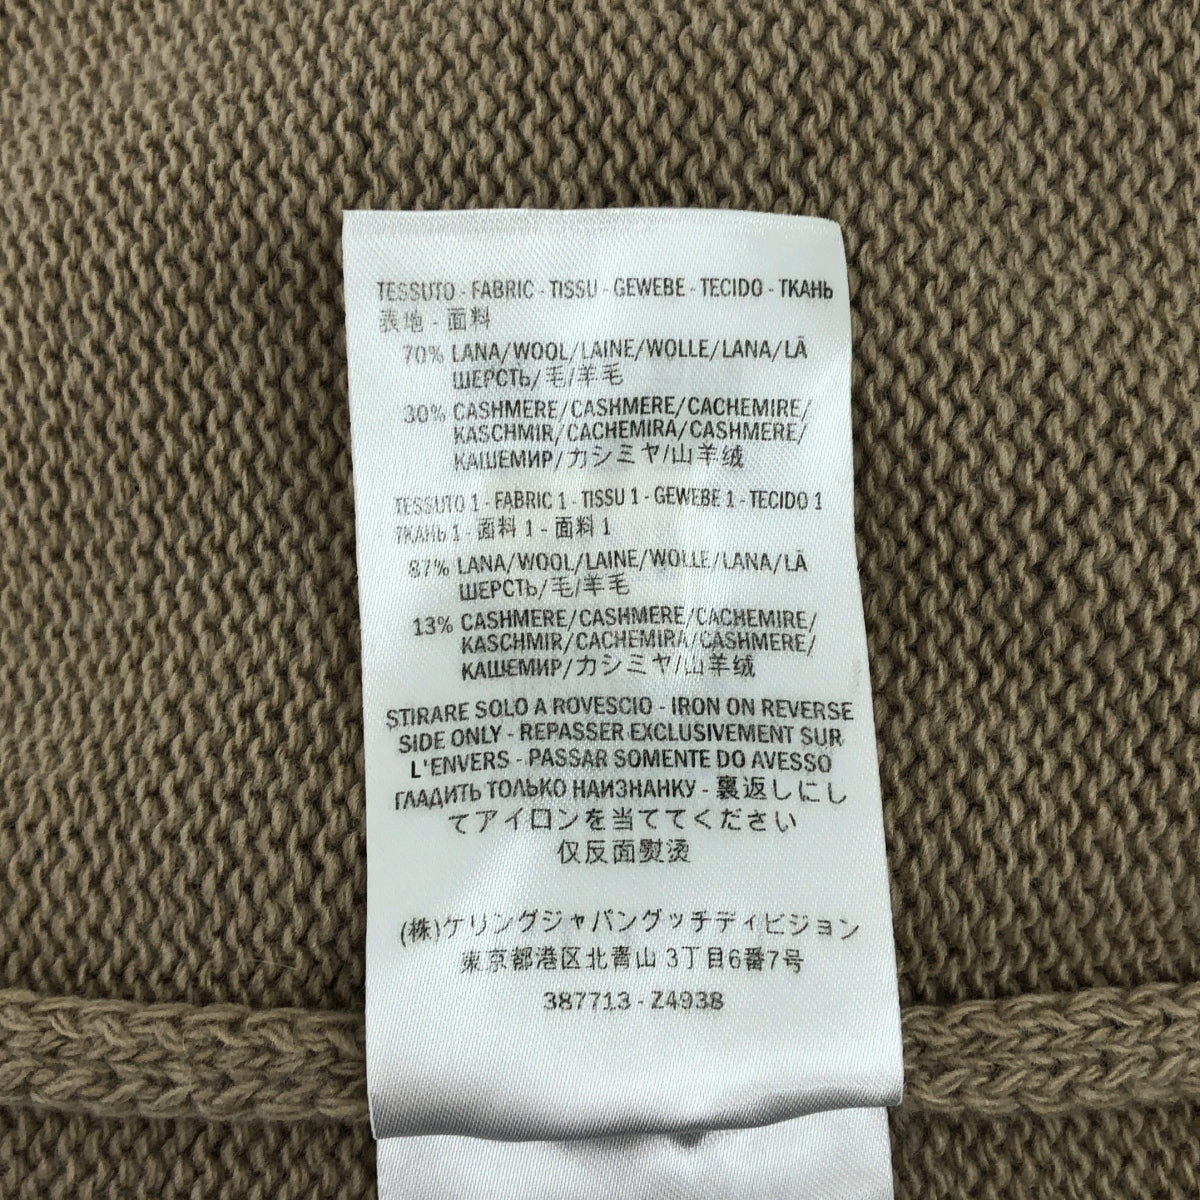 TESSUTO - FABRIC - TISSU - GEWEBE - TECIDO - ТКАНЬ
表地 - 面料
70% LANA/WOOL/LAINE/WOLLE/LANA/LÃ
ШЕРСТЬ/毛/羊毛
30% CASHMERE/CASHMERE/CACHEMIRE/
KASCHMIR/CACHEMIRA/CASHMERE/
КАШЕМИР/カシミヤ/山羊绒
TESSUTO 1 - FABRIC 1 - TISSU 1 - GEWEBE 1 - TECIDO 1
ТКАНЬ 1 - 面料 1 - 面料 1
87% LANA/WOOL/LAINE/WOLLE/LANA/LÃ
ШЕРСТЬ/毛/羊毛
13% CASHMERE/CASHMERE/CACHEMIRE/
KASCHMIR/CACHEMIRA/CASHMERE/
КАШЕМИР/カシミヤ/山羊绒
STIRARE SOLO A ROVESCIO - IRON ON REVERSE
SIDE ONLY - REPASSER EXCLUSIVEMENT SUR
L'ENVERS - PASSAR SOMENTE DO AVESSO
ГЛАДИТЬ ТОЛЬКО НАИЗНАНКУ - 裏返しにし
てアイロンを当ててください
仅反面熨烫
(株)ケリングジャパングッチディビジョン
東京都港区北青山 3丁目6番7号
387713 - Z493B